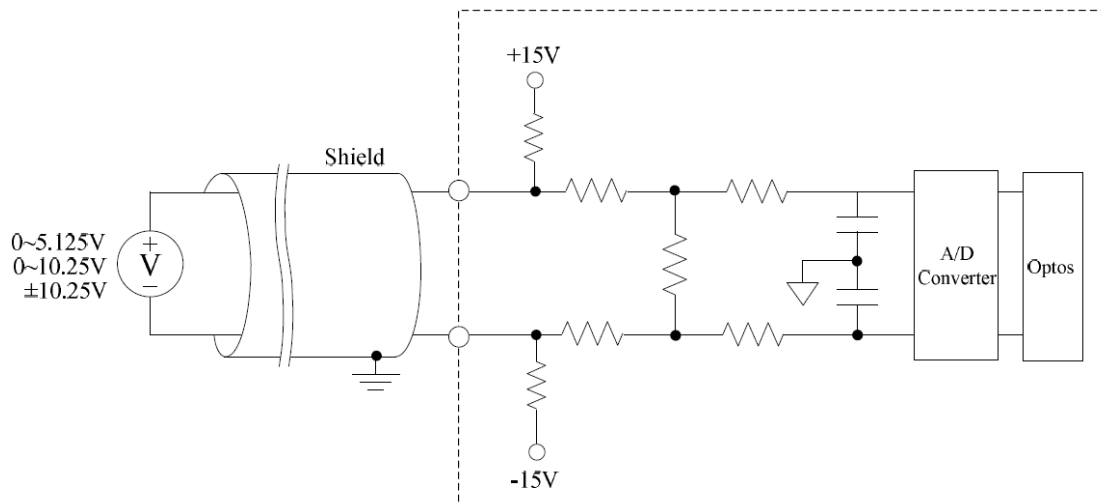 +15V
Shield
0~5.125V
0~10.25V
±10.25V
+
V
−
A/D
Converter
Optos
-15V